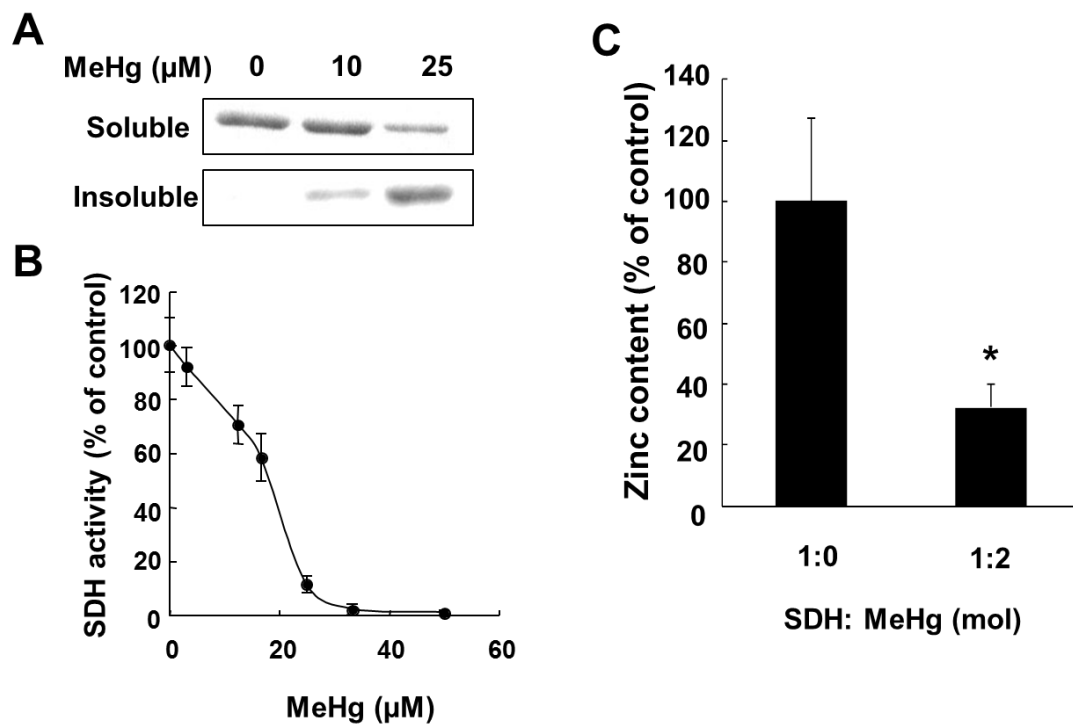 A
MeHg (µM) 0 10 25
Soluble
Insoluble
B
SDH activity (% of control)
120
100
80
60
40
20
0
0 20 40 60
MeHg (µM)
C
Zinc content (% of control)
140
120
100
80
60
40
20
0
*
1:0 1:2
SDH: MeHg (mol)